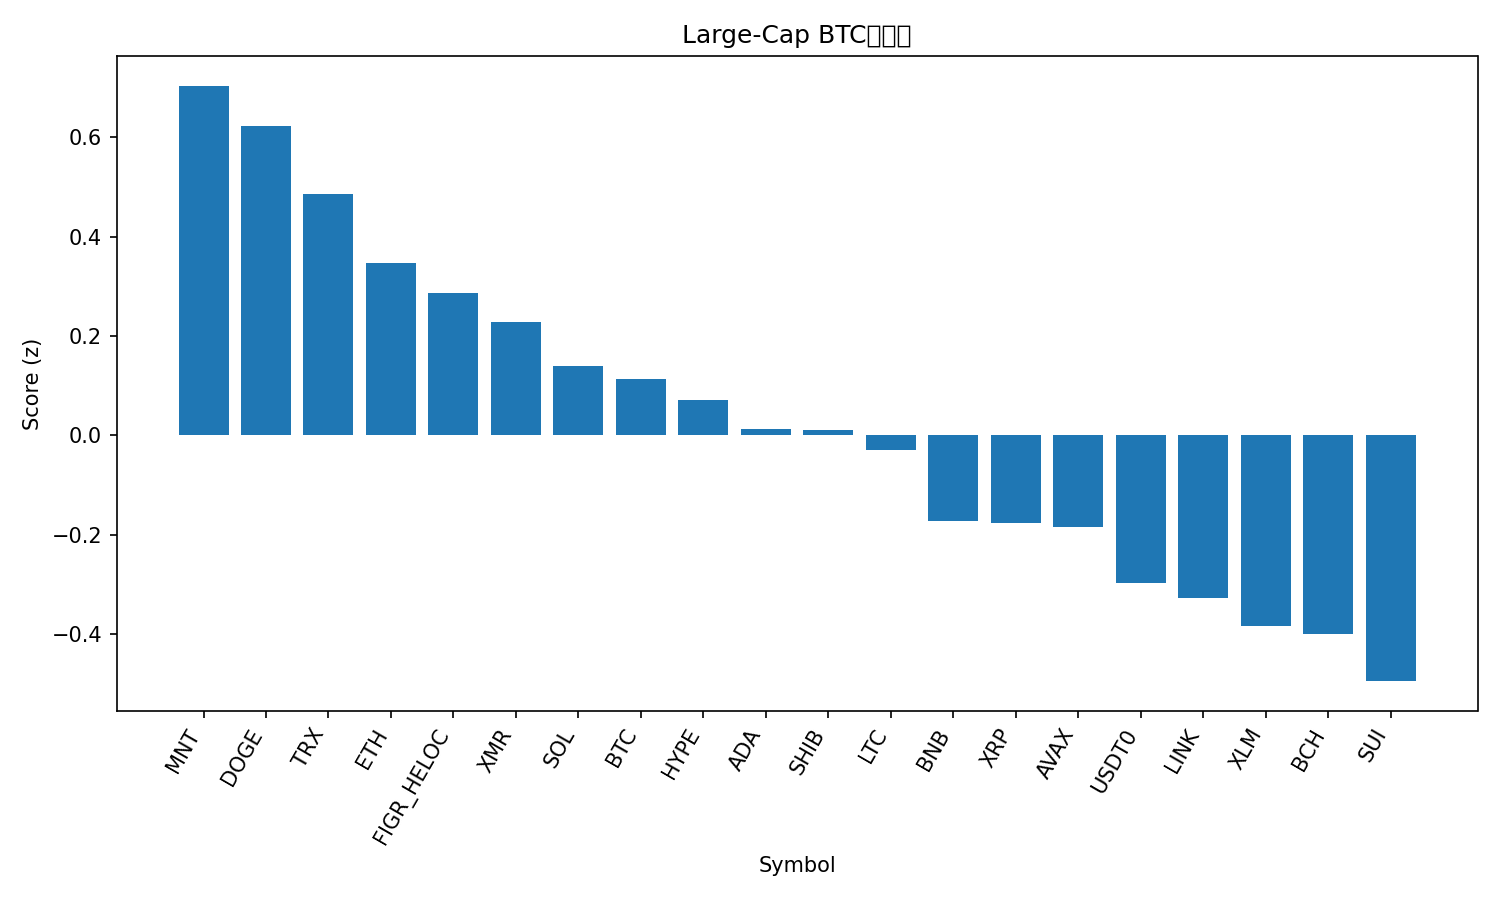 Large-Cap BTC
Score (z)
0.6
0.4
0.2
0.0
−0.2
−0.4
MNT
DOGE
TRX
ETH
FIGR_HELOC
XMR
SOL
BTC
HYPE
ADA
SHIB
LTC
BNB
XRP
AVAX
USDT0
LINK
XLM
BCH
SUI
Symbol